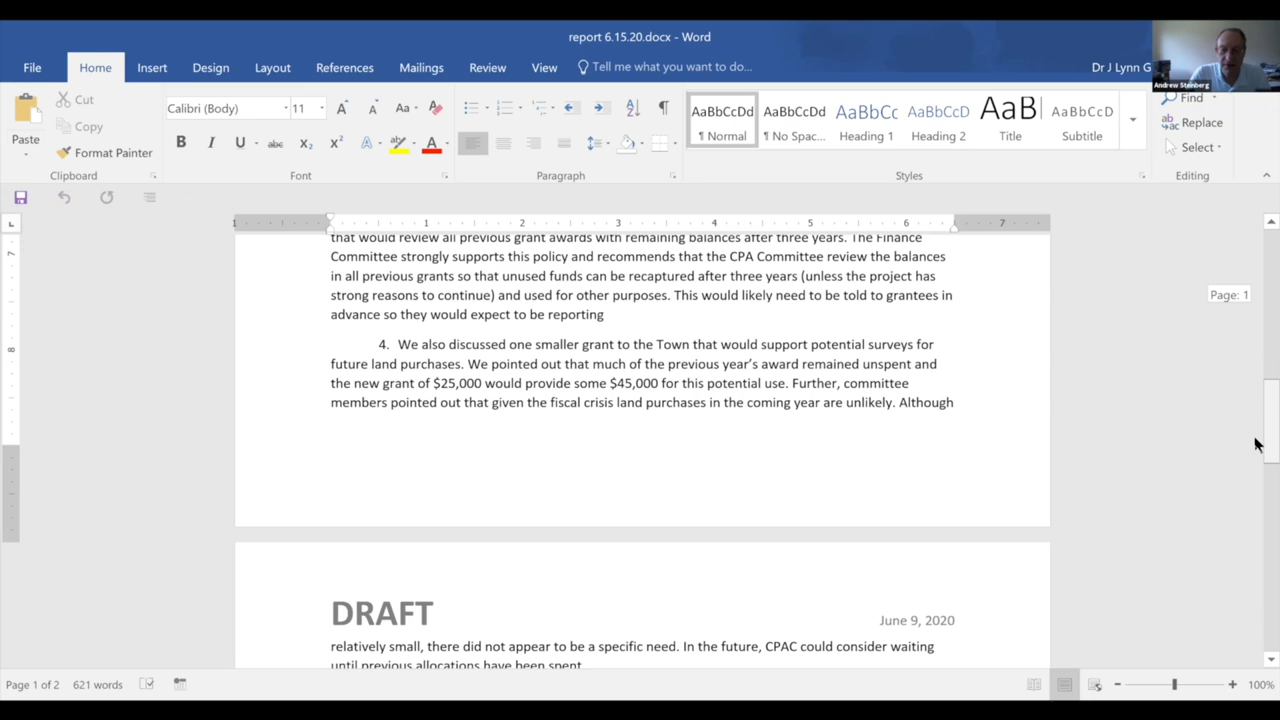 report 6.15.20.docx - Word
Andrew Steinberg
File Home Insert Design Layout References Mailings Review View Tell me what you want to do... Dr J Lynn G
Cut
Copy
Paste
Format Painter
Clipboard
Calibri (Body) 11
Font
Paragraph
AaBbCcDd AaBbCcDd AaBbCc AaBbCcD AaB AaBbCcD
¶ Normal ¶ No Spac... Heading 1 Heading 2 Title Subtitle
Styles
Find
Replace
Select
Editing
1 1 2 3 4 5 6 7
7
8
that would review all previous grant awards with remaining balances after three years. The Finance
Committee strongly supports this policy and recommends that the CPA Committee review the balances
in all previous grants so that unused funds can be recaptured after three years (unless the project has
strong reasons to continue) and used for other purposes. This would likely need to be told to grantees in
advance so they would expect to be reporting
Page: 1
4. We also discussed one smaller grant to the Town that would support potential surveys for
future land purchases. We pointed out that much of the previous year's award remained unspent and
the new grant of $25,000 would provide some $45,000 for this potential use. Further, committee
members pointed out that given the fiscal crisis land purchases in the coming year are unlikely. Although
DRAFT
June 9, 2020
relatively small, there did not appear to be a specific need. In the future, CPAC could consider waiting
until previous allocations have been spent.
Page 1 of 2 621 words 100%